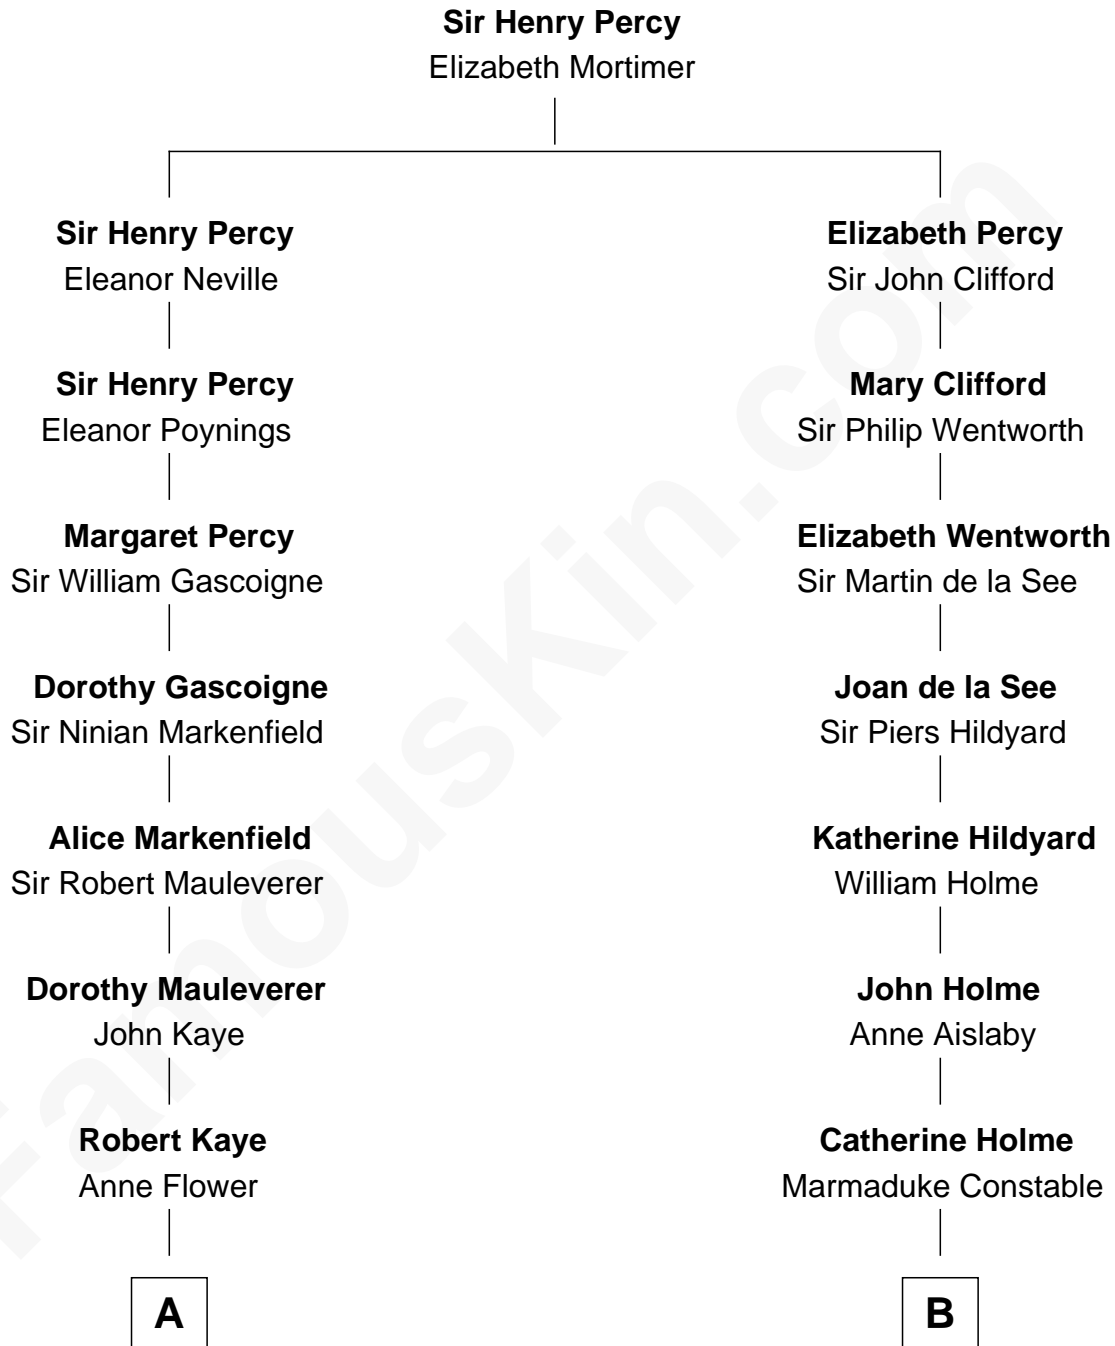 Sir Henry Percy
Elizabeth Mortimer
Sir Henry Percy
Eleanor Neville
Sir Henry Percy
Eleanor Poynings
Margaret Percy
Sir William Gascoigne
Dorothy Gascoigne
Sir Ninian Markenfield
Alice Markenfield
Sir Robert Mauleverer
Dorothy Mauleverer
John Kaye
Robert Kaye
Anne Flower
A
Elizabeth Percy
Sir John Clifford
Mary Clifford
Sir Philip Wentworth
Elizabeth Wentworth
Sir Martin de la See
Joan de la See
Sir Piers Hildyard
Katherine Hildyard
William Holme
John Holme
Anne Aislaby
Catherine Holme
Marmaduke Constable
B
FamousKin.com